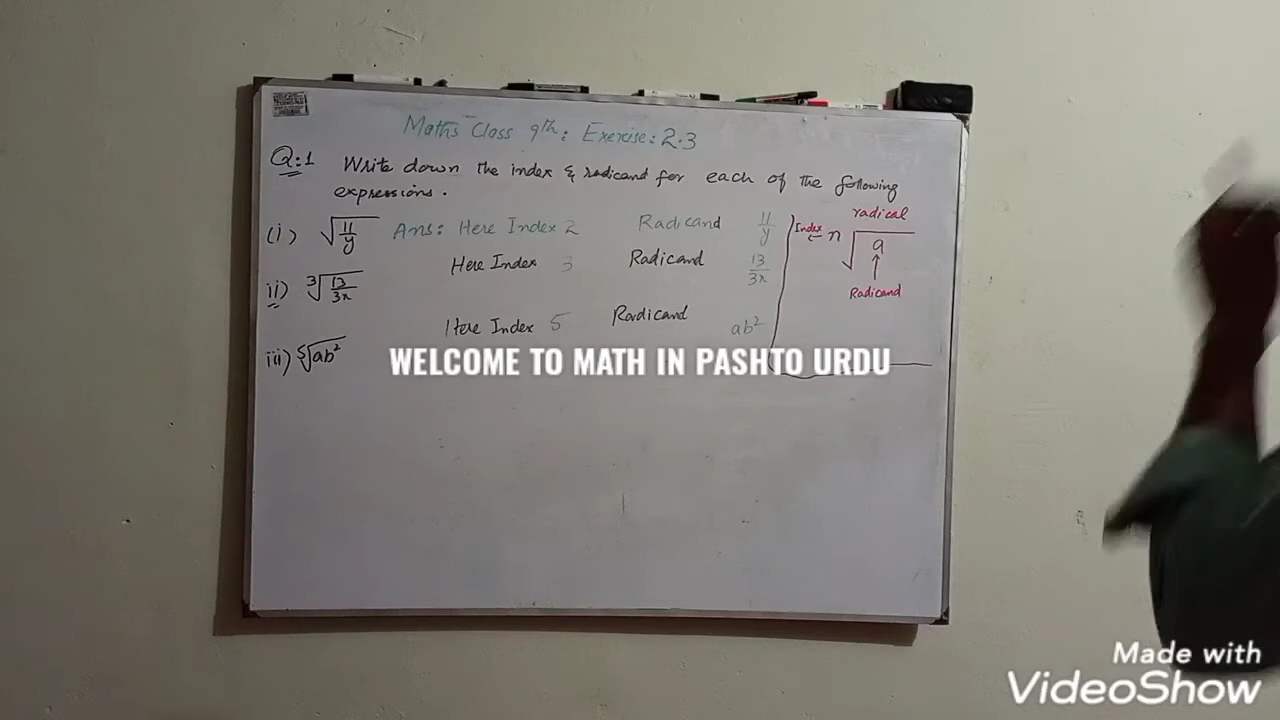 Maths Class 9th: Exercise: 2.3
Q:1 Write down the index & radicand for each of the following
expressions.
(i) √(11/y) Ans: Here Index 2 Radicand 11/y
ii) ³√(13/3x) Here Index 3 Radicand 13/3x
iii) ⁵√(ab²) Here Index 5 Radicand ab²
radical
Index ← n√a
↑
Radicand
WELCOME TO MATH IN PASHTO URDU
Made with
VideoShow